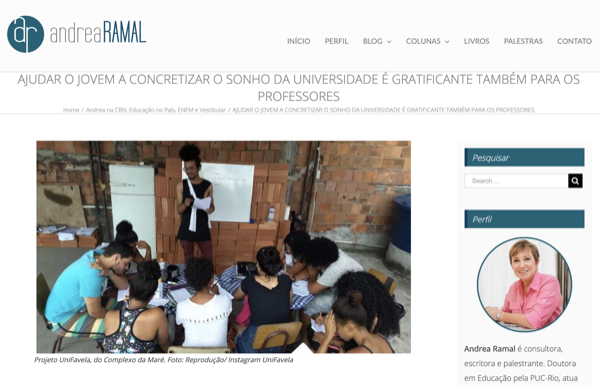 ar andreaRAMAL
INÍCIO PERFIL BLOG COLUNAS LIVROS PALESTRAS CONTATO
AJUDAR O JOVEM A CONCRETIZAR O SONHO DA UNIVERSIDADE É GRATIFICANTE TAMBÉM PARA OS
PROFESSORES
Home / Andrea na CBN, Educação no País, ENEM e Vestibular / AJUDAR O JOVEM A CONCRETIZAR O SONHO DA UNIVERSIDADE É GRATIFICANTE TAMBÉM PARA OS PROFESSORES
Projeto UniFavela, do Complexo da Maré. Foto: Reprodução/ Instagram UniFavela
Pesquisar
Search ...
Perfil
Andrea Ramal é consultora,
escritora e palestrante. Doutora
em Educação pela PUC-Rio, atua